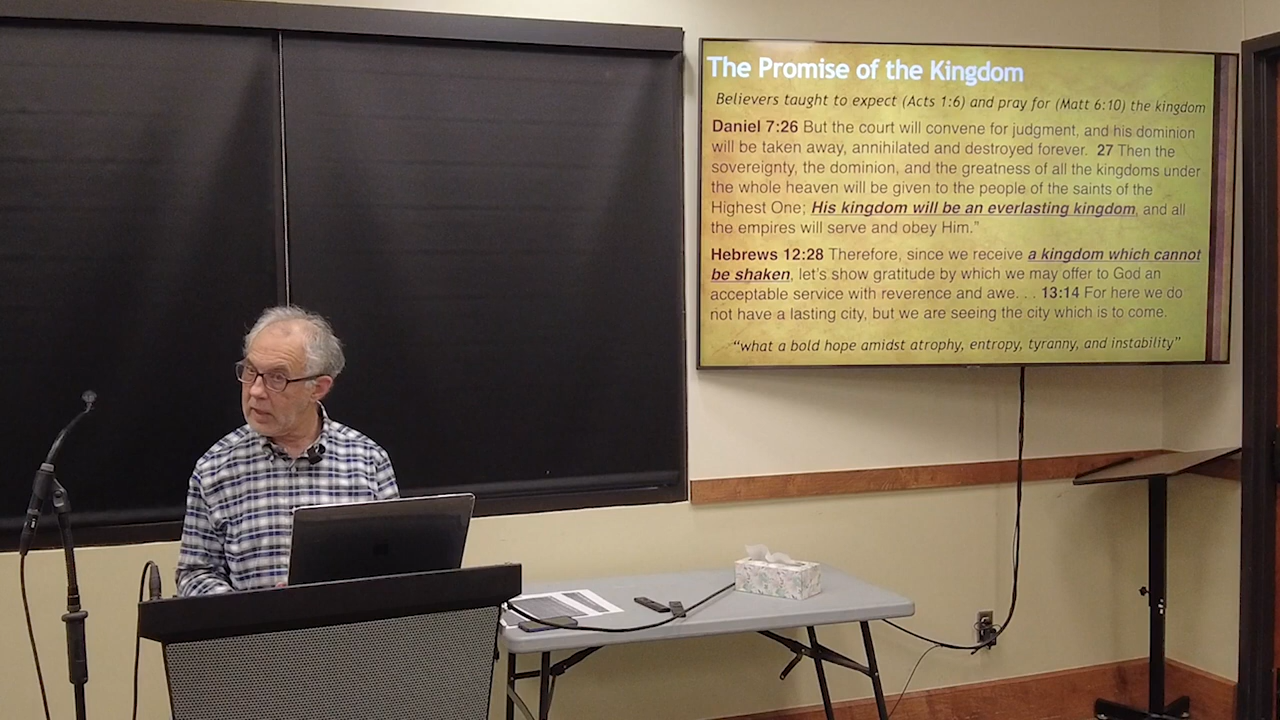 The Promise of the Kingdom
Believers taught to expect (Acts 1:6) and pray for (Matt 6:10) the kingdom
Daniel 7:26 But the court will convene for judgment, and his dominion
will be taken away, annihilated and destroyed forever. 27 Then the
sovereignty, the dominion, and the greatness of all the kingdoms under
the whole heaven will be given to the people of the saints of the
Highest One; His kingdom will be an everlasting kingdom, and all
the empires will serve and obey Him.”
Hebrews 12:28 Therefore, since we receive a kingdom which cannot
be shaken, let’s show gratitude by which we may offer to God an
acceptable service with reverence and awe. . . 13:14 For here we do
not have a lasting city, but we are seeing the city which is to come.
“what a bold hope amidst atrophy, entropy, tyranny, and instability”